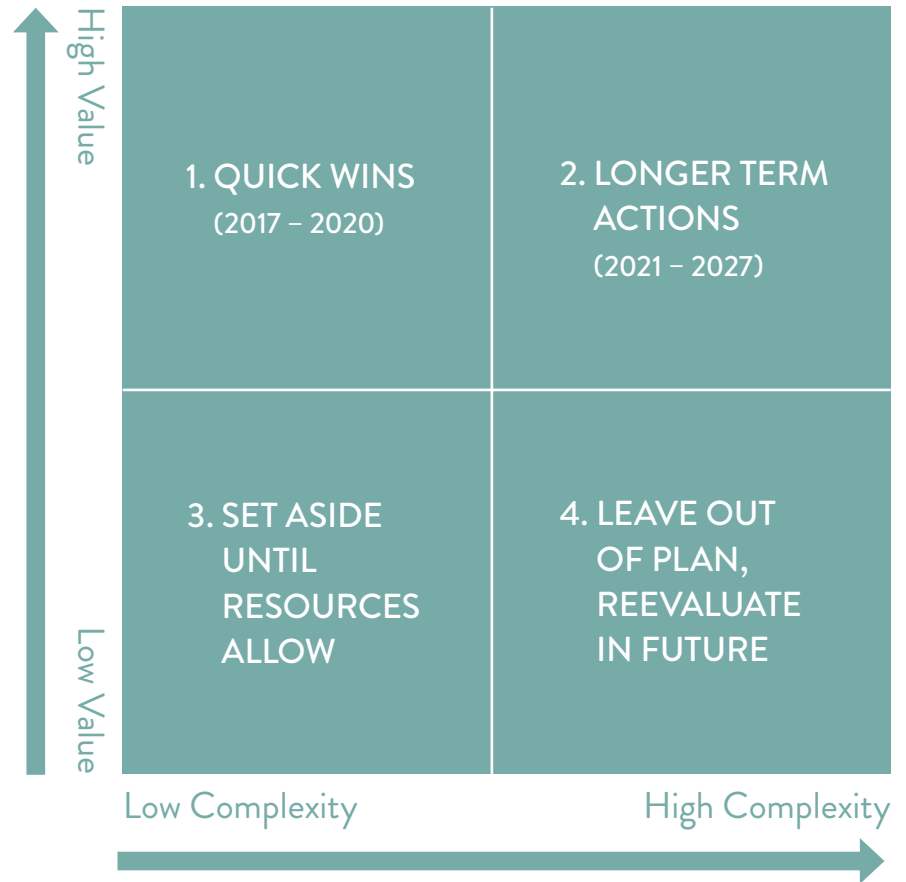 High Value
1. QUICK WINS
(2017 – 2020)
2. LONGER TERM
ACTIONS
(2021 – 2027)
Low Value
3. SET ASIDE
UNTIL
RESOURCES
ALLOW
4. LEAVE OUT
OF PLAN,
REEVALUATE
IN FUTURE
Low Complexity
High Complexity